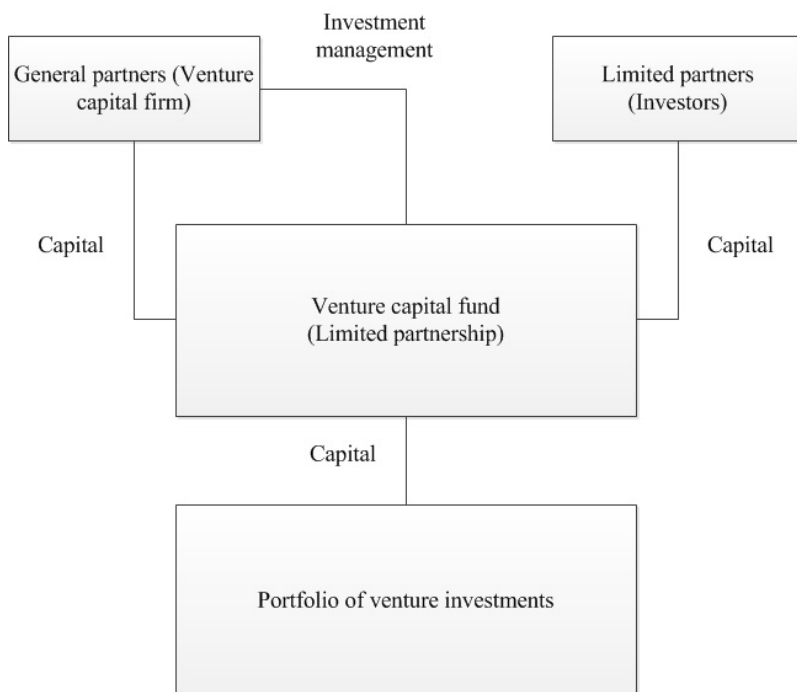 Investment
management
General partners (Venture
capital firm)
Limited partners
(Investors)
Capital
Capital
Venture capital fund
(Limited partnership)
Capital
Portfolio of venture investments